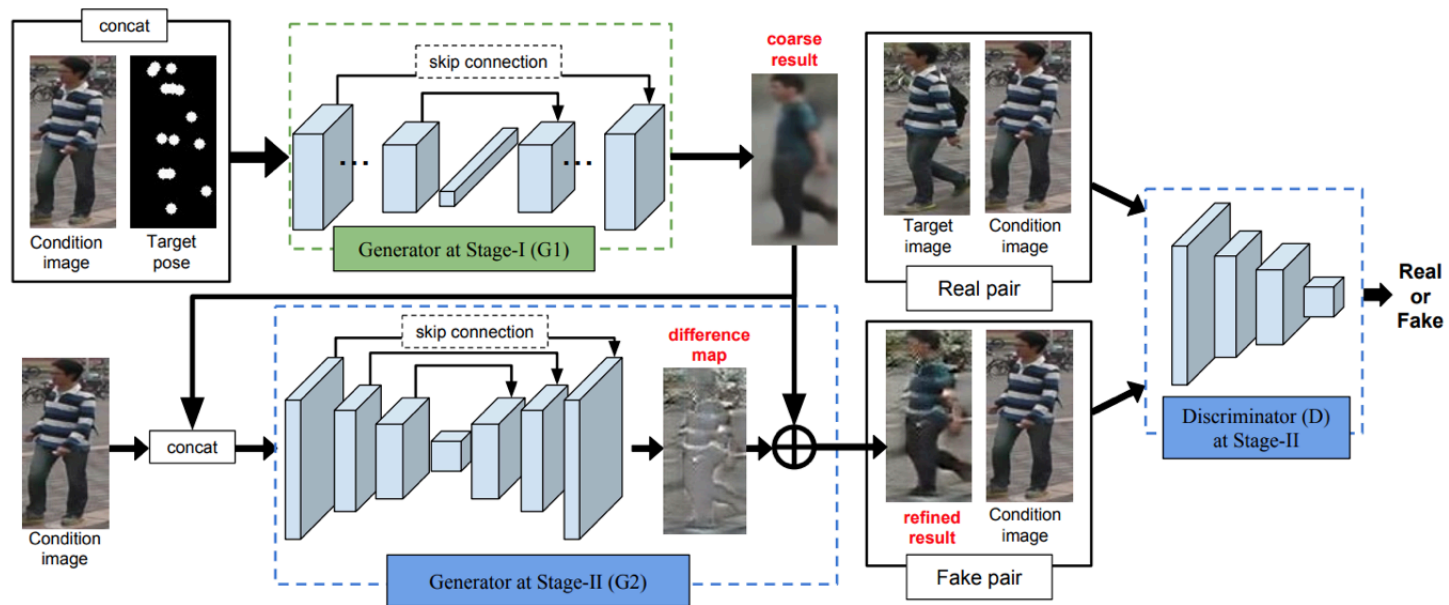 concat
Condition
image
Target
pose
skip connection
Generator at Stage-I (G1)
coarse
result
Target
image
Condition
image
Real pair
Condition
image
concat
skip connection
Generator at Stage-II (G2)
difference
map
refined
result
Condition
image
Fake pair
Discriminator (D)
at Stage-II
Real
or
Fake